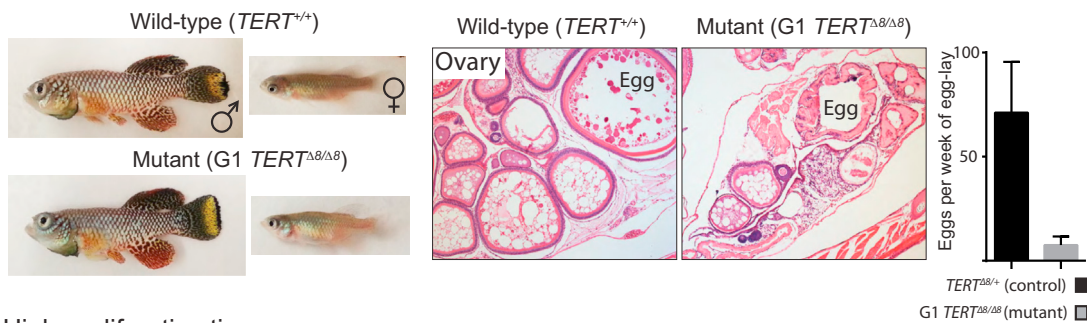 Wild-type (TERT+/+)
♂
♀
Mutant (G1 TERTΔ8/Δ8)
Wild-type (TERT+/+)
Mutant (G1 TERTΔ8/Δ8)
Ovary
Egg
Egg
Eggs per week of egg-lay
100
50
TERTΔ8/+ (control)
G1 TERTΔ8/Δ8 (mutant)